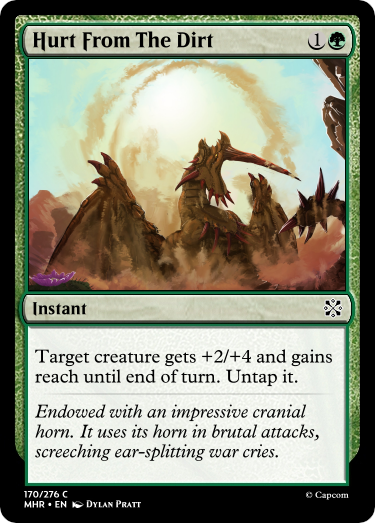 Hurt From The Dirt 1
Instant
Target creature gets +2/+4 and gains
reach until end of turn. Untap it.
Endowed with an impressive cranial
horn. It uses its horn in brutal attacks,
screeching ear-splitting war cries.
170/276 C
MHR • EN Dylan Pratt
© Capcom